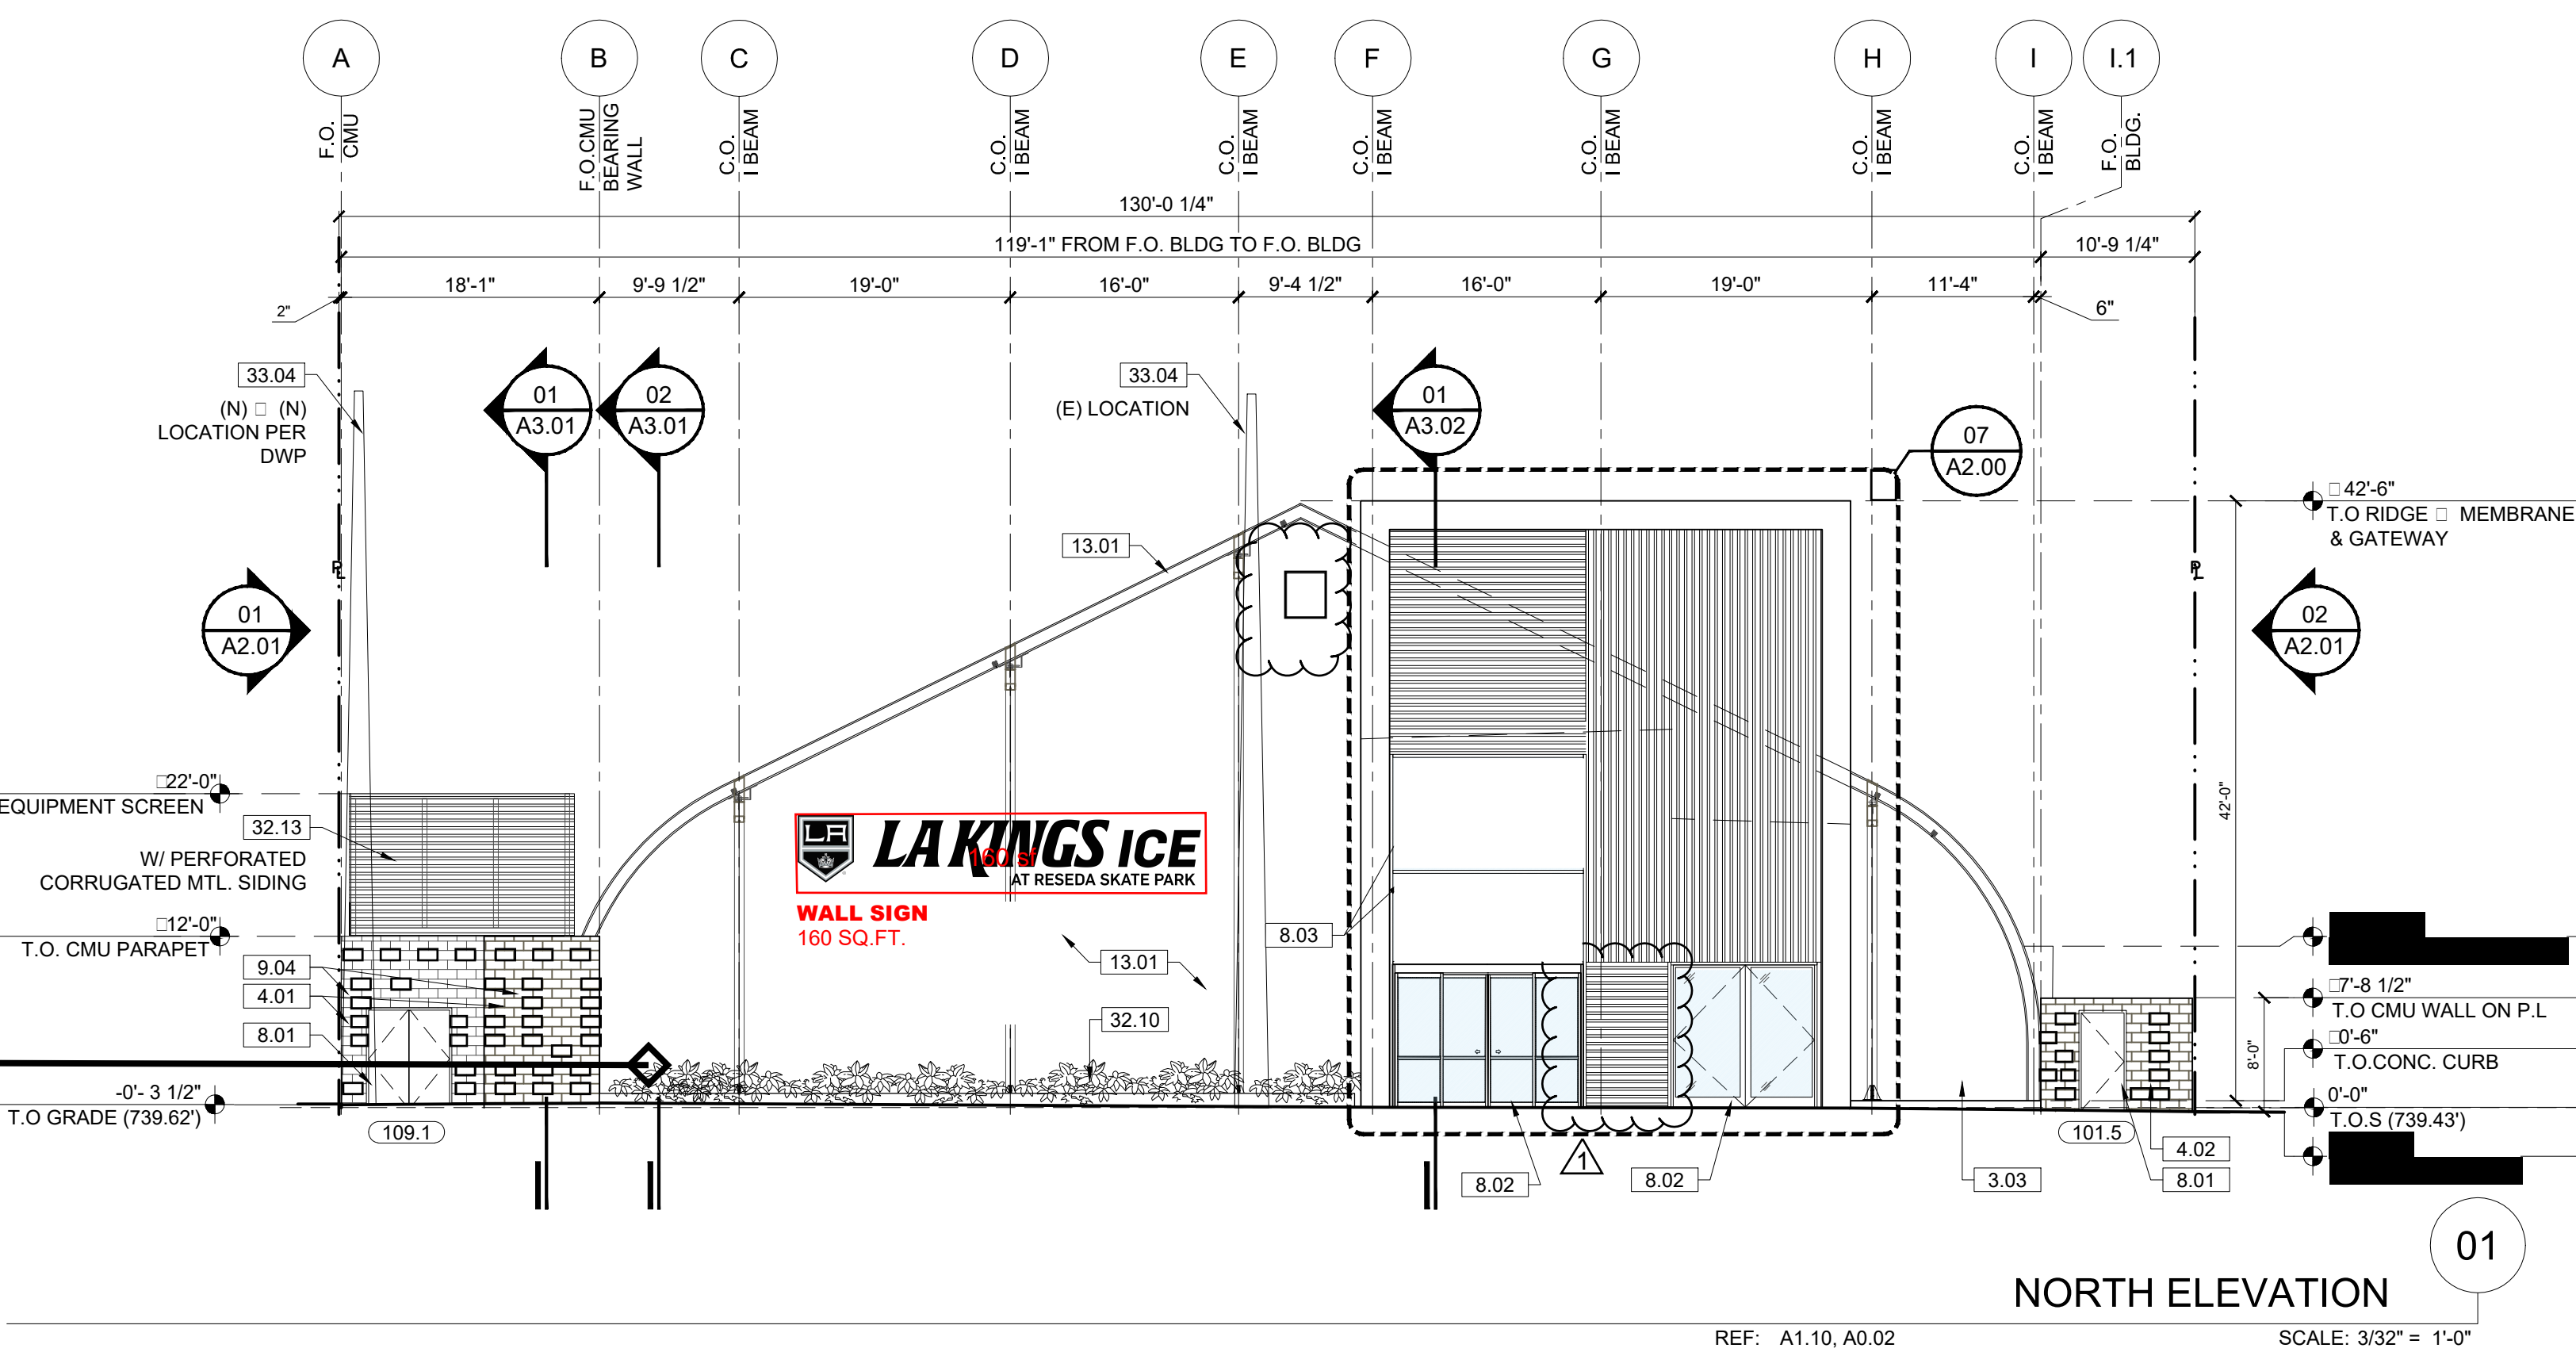 A
B
C
D
E
F
G
H
I
I.1
F.O.
CMU
F.O.CMU
BEARING
WALL
C.O.
I BEAM
C.O.
I BEAM
C.O.
I BEAM
C.O.
I BEAM
C.O.
I BEAM
C.O.
I BEAM
C.O.
I BEAM
F.O.
BLDG.
130'-0 1/4"
119'-1" FROM F.O. BLDG TO F.O. BLDG
10'-9 1/4"
18'-1"
9'-9 1/2"
19'-0"
16'-0"
9'-4 1/2"
16'-0"
19'-0"
11'-4"
2"
6"
33.04
(N) □ (N)
LOCATION PER
DWP
01
A3.01
02
A3.01
33.04
(E) LOCATION
01
A3.02
07
A2.00
□ 42'-6"
T.O RIDGE □ MEMBRANE
& GATEWAY
13.01
PL
PL
01
A2.01
02
A2.01
□22'-0"
EQUIPMENT SCREEN
32.13
W/ PERFORATED
CORRUGATED MTL. SIDING
42'-0"
LA
LA KINGS ICE
160 sf
AT RESEDA SKATE PARK
WALL SIGN
160 SQ.FT.
□12'-0"
T.O. CMU PARAPET
8.03
13.01
9.04
4.01
8.01
32.10
□7'-8 1/2"
T.O CMU WALL ON P.L
□0'-6"
T.O.CONC. CURB
8'-0"
-0'- 3 1/2"
T.O GRADE (739.62')
0'-0"
T.O.S (739.43')
109.1
101.5
1
4.02
8.02
8.02
3.03
8.01
01
NORTH ELEVATION
REF: A1.10, A0.02
SCALE: 3/32" = 1'-0"